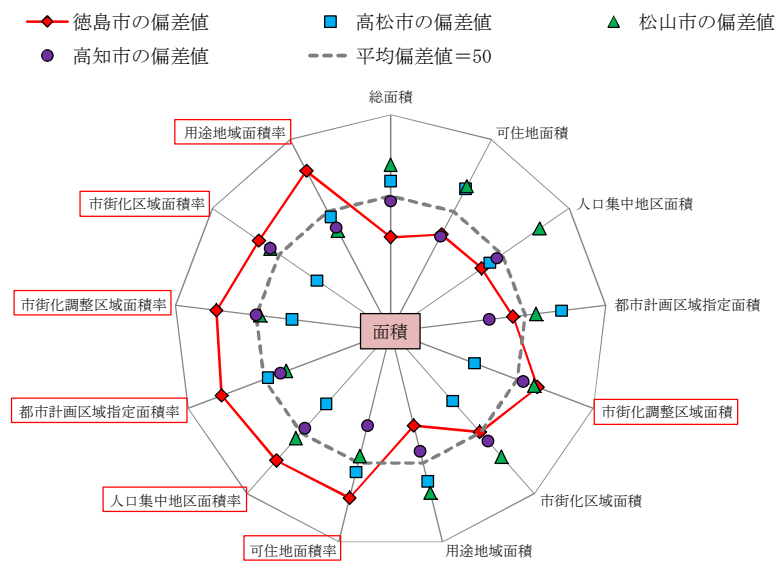 徳島市の偏差値
高松市の偏差値
松山市の偏差値
高知市の偏差値
平均偏差値＝50
総面積
可住地面積
人口集中地区面積
都市計画区域指定面積
市街化調整区域面積
市街化区域面積
用途地域面積
可住地面積率
人口集中地区面積率
都市計画区域指定面積率
市街化調整区域面積率
市街化区域面積率
用途地域面積率
面積